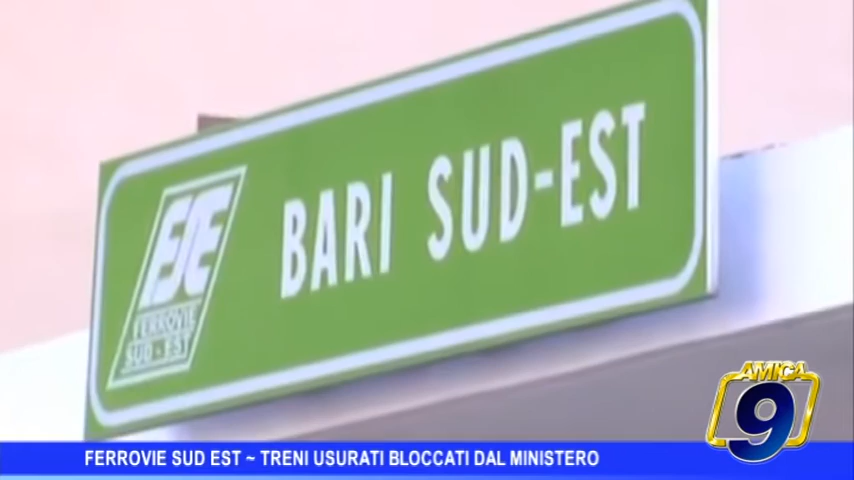 BARI SUD-EST
FSE
FERROVIE
SUD-EST
AMICA
9
FERROVIE SUD EST ~ TRENI USURATI BLOCCATI DAL MINISTERO